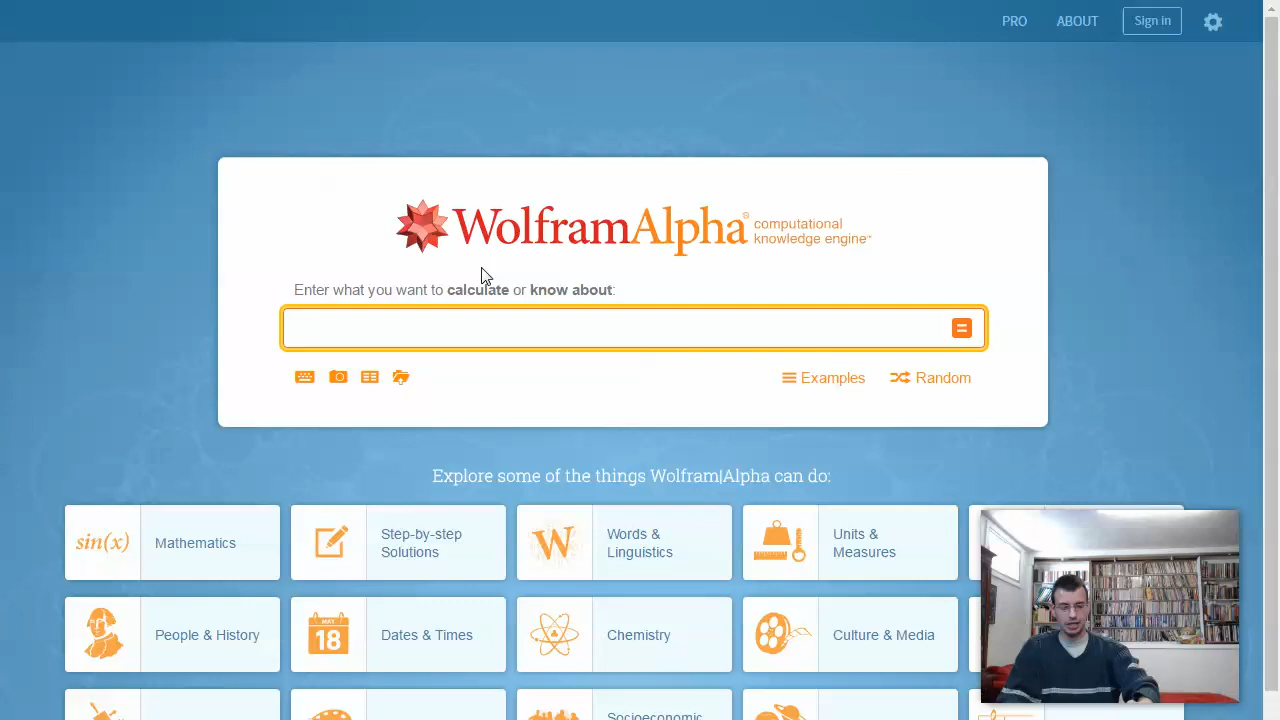 PRO ABOUT Sign in
WolframAlpha® computational
knowledge engine™
Enter what you want to calculate or know about:
Examples Random
Explore some of the things Wolfram|Alpha can do:
sin(x) Mathematics
Step-by-step
Solutions
W Words &
Linguistics
Units &
Measures
People & History
MAY
18 Dates & Times
Chemistry
Culture & Media
Socioeconomic